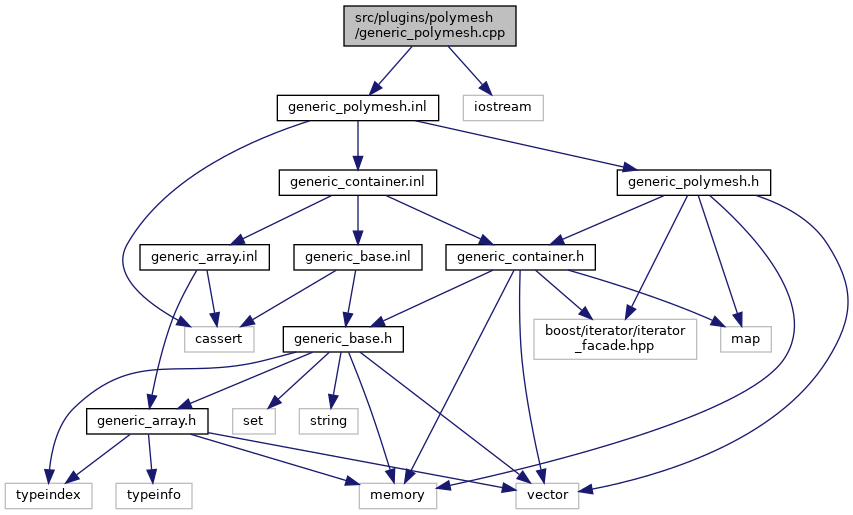 src/plugins/polymesh
/generic_polymesh.cpp
generic_polymesh.inl
iostream
generic_container.inl
generic_polymesh.h
generic_array.inl
generic_base.inl
generic_container.h
cassert
generic_base.h
boost/iterator/iterator
_facade.hpp
map
generic_array.h
set
string
typeindex
typeinfo
memory
vector